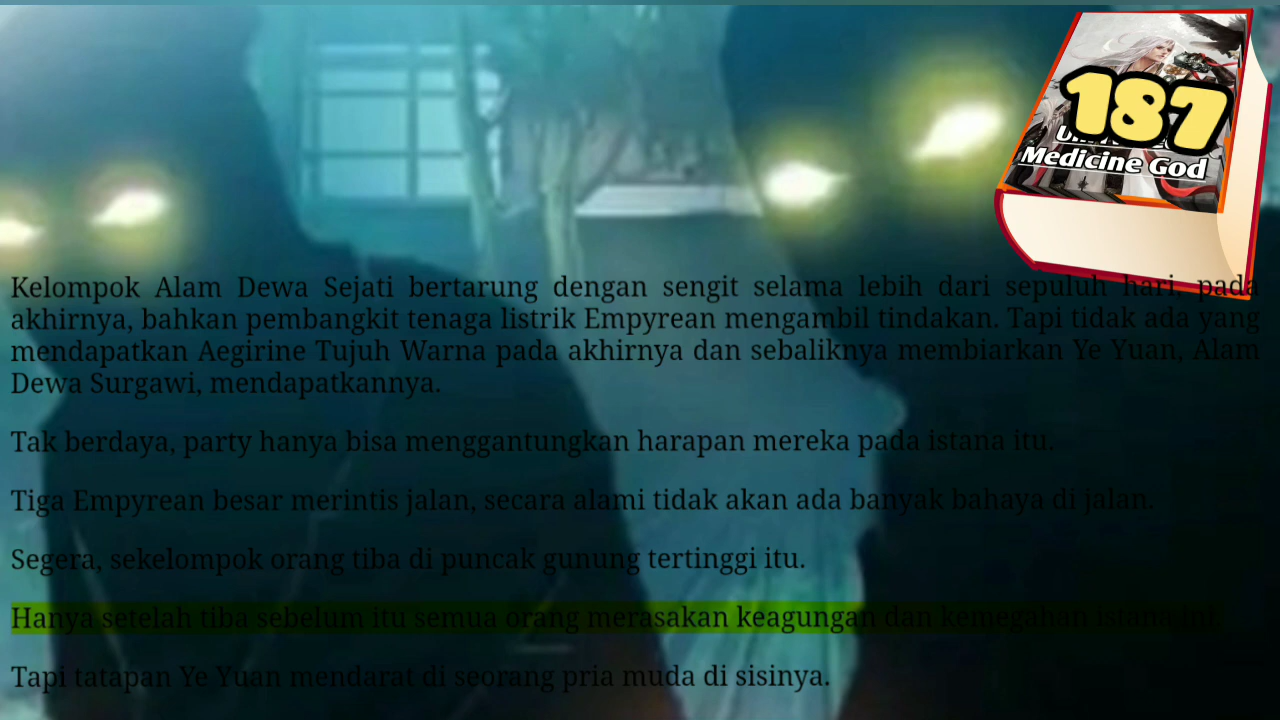 187
Medicine God
Kelompok Alam Dewa Sejati bertarung dengan sengit selama lebih dari sepuluh hari, pada
akhirnya, bahkan pembangkit tenaga listrik Empyrean mengambil tindakan. Tapi tidak ada yang
mendapatkan Aegirine Tujuh Warna pada akhirnya dan sebaliknya membiarkan Ye Yuan, Alam
Dewa Surgawi, mendapatkannya.
Tak berdaya, party hanya bisa menggantungkan harapan mereka pada istana itu.
Tiga Empyrean besar merintis jalan, secara alami tidak akan ada banyak bahaya di jalan.
Segera, sekelompok orang tiba di puncak gunung tertinggi itu.
Hanya setelah tiba sebelum itu semua orang merasakan keagungan dan kemegahan istana ini.
Tapi tatapan Ye Yuan mendarat di seorang pria muda di sisinya.